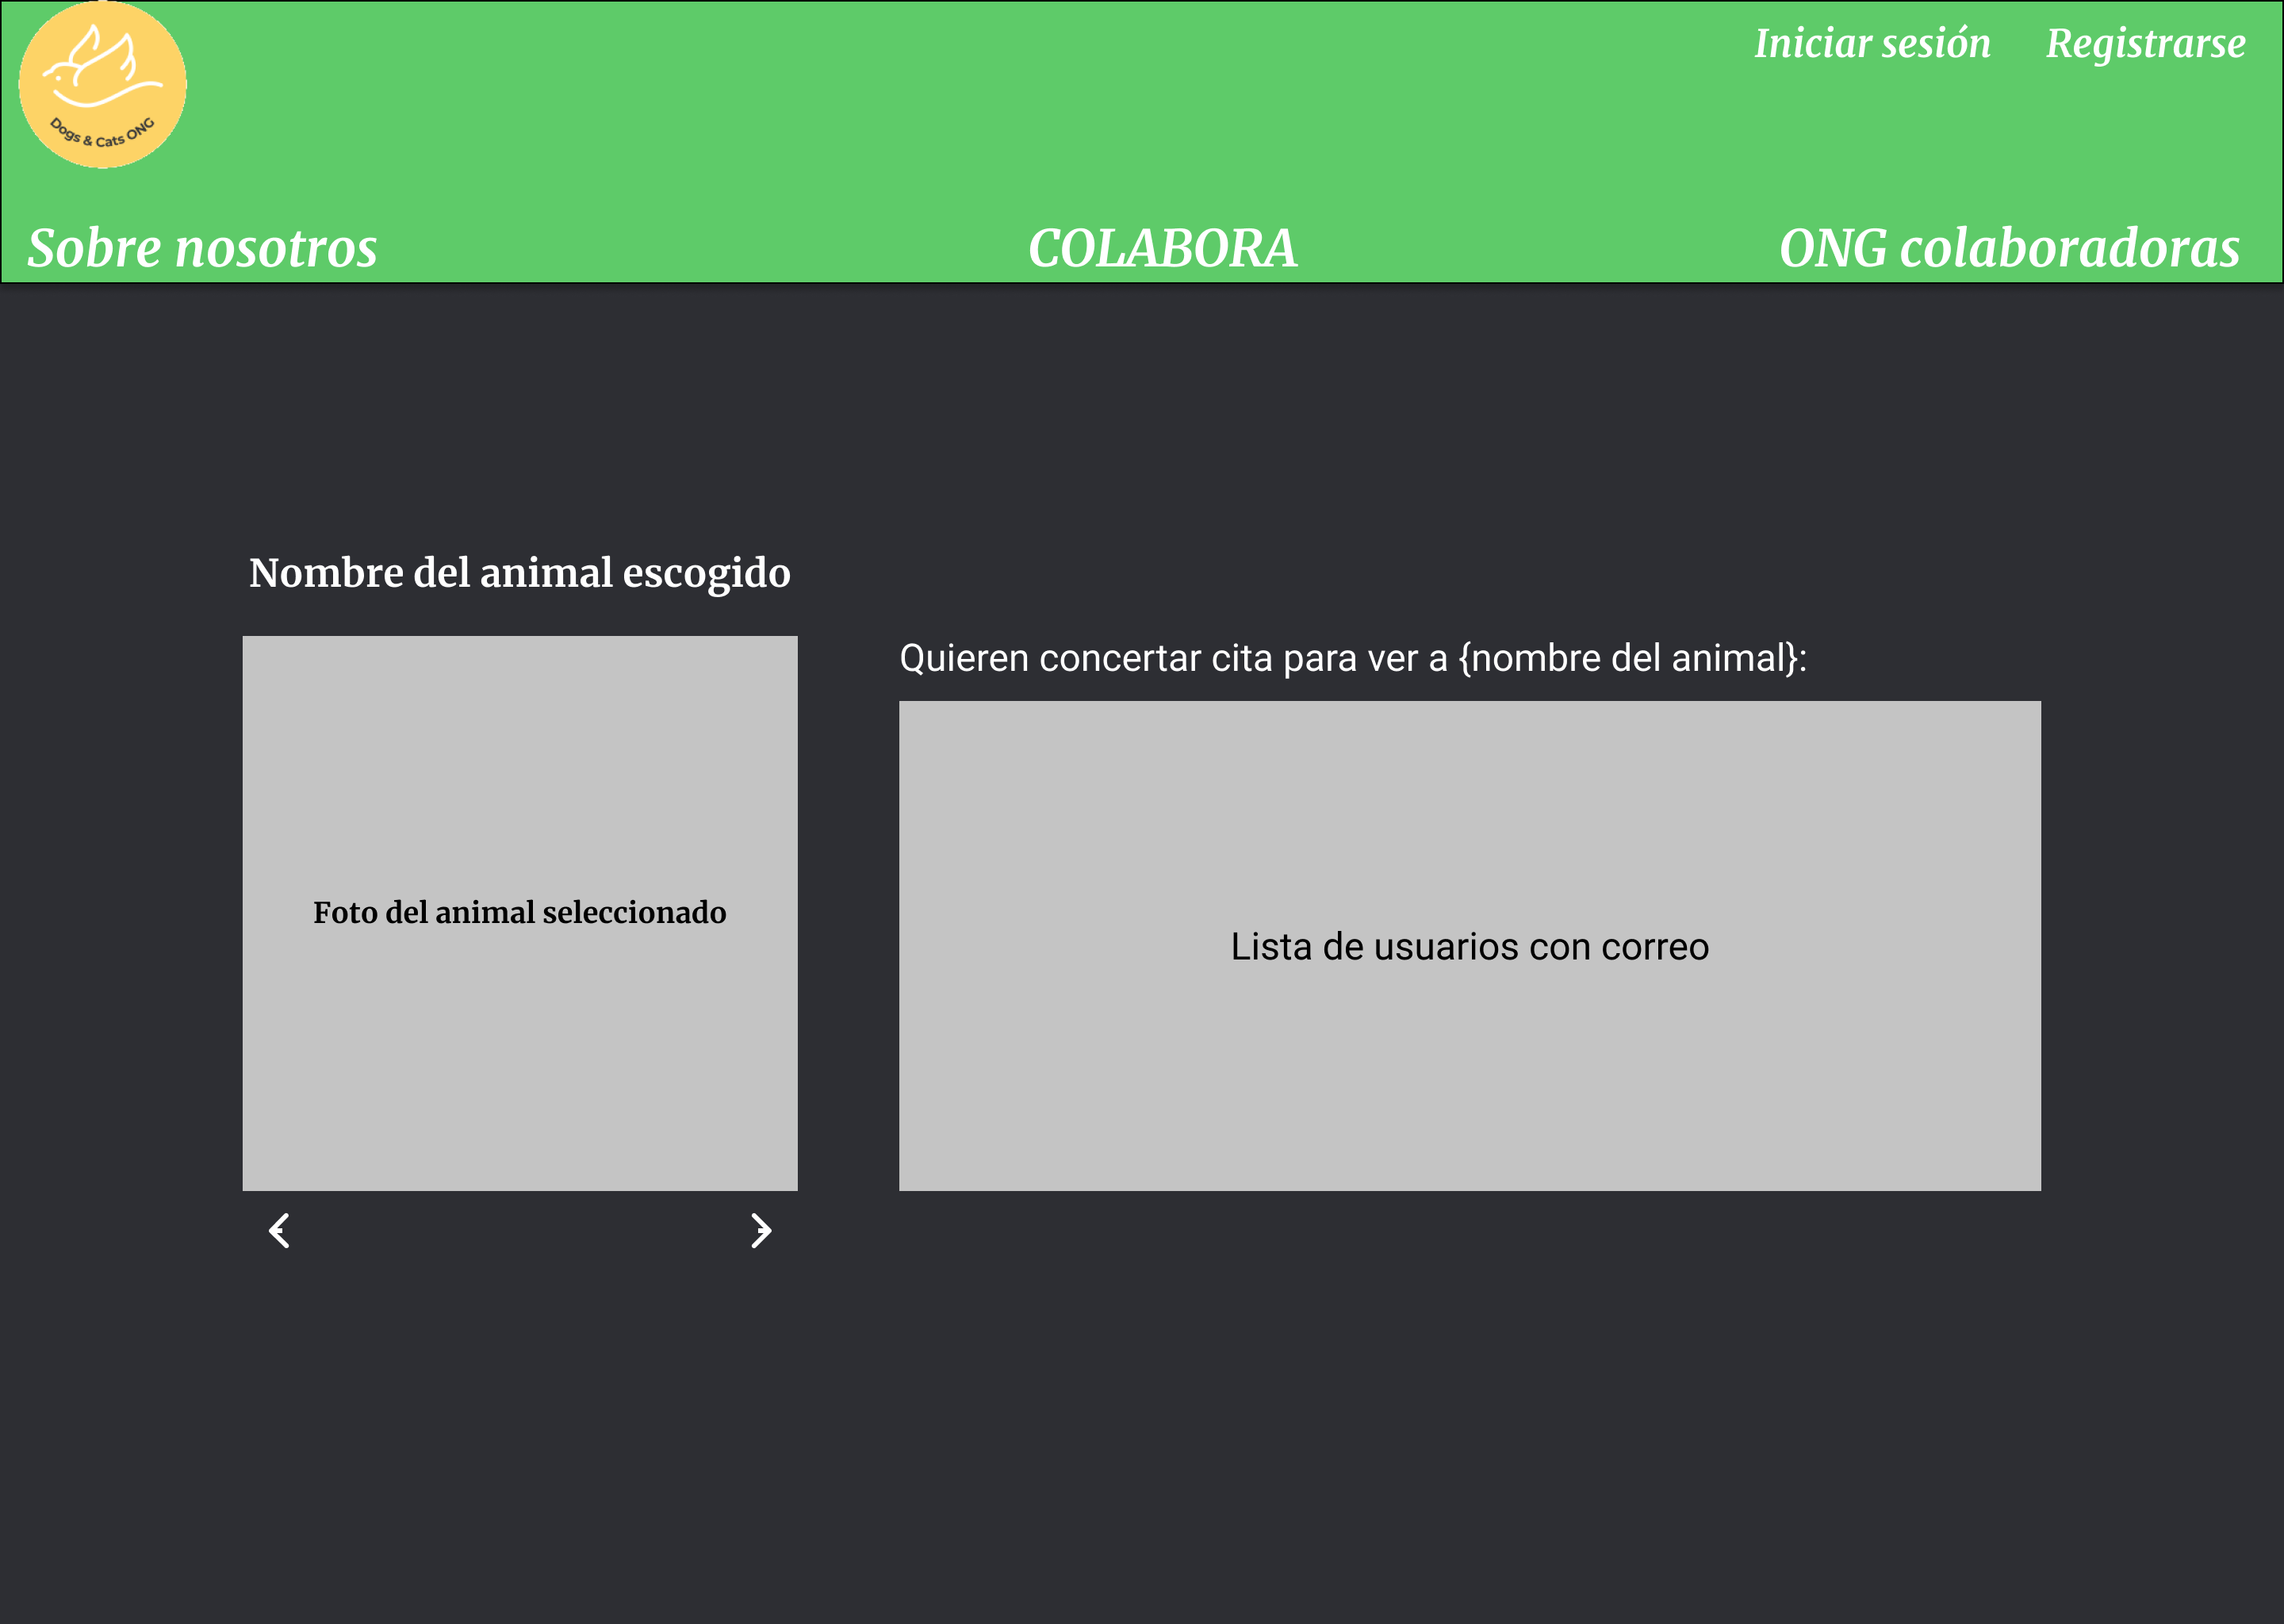 Dogs & Cats ONG
Iniciar sesión
Registrarse
Sobre nosotros
COLABORA
ONG colaboradoras
Nombre del animal escogido
Quieren concertar cita para ver a {nombre del animal}:
Foto del animal seleccionado
Lista de usuarios con correo